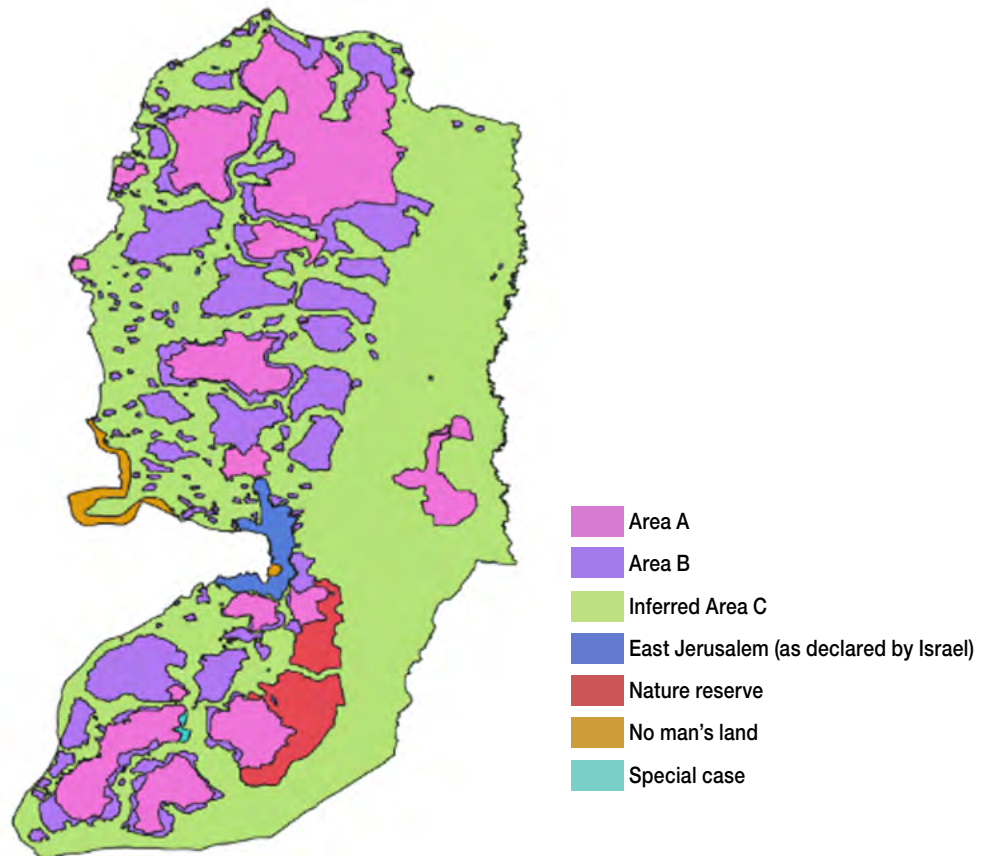 Area A
Area B
Inferred Area C
East Jerusalem (as declared by Israel)
Nature reserve
No man’s land
Special case